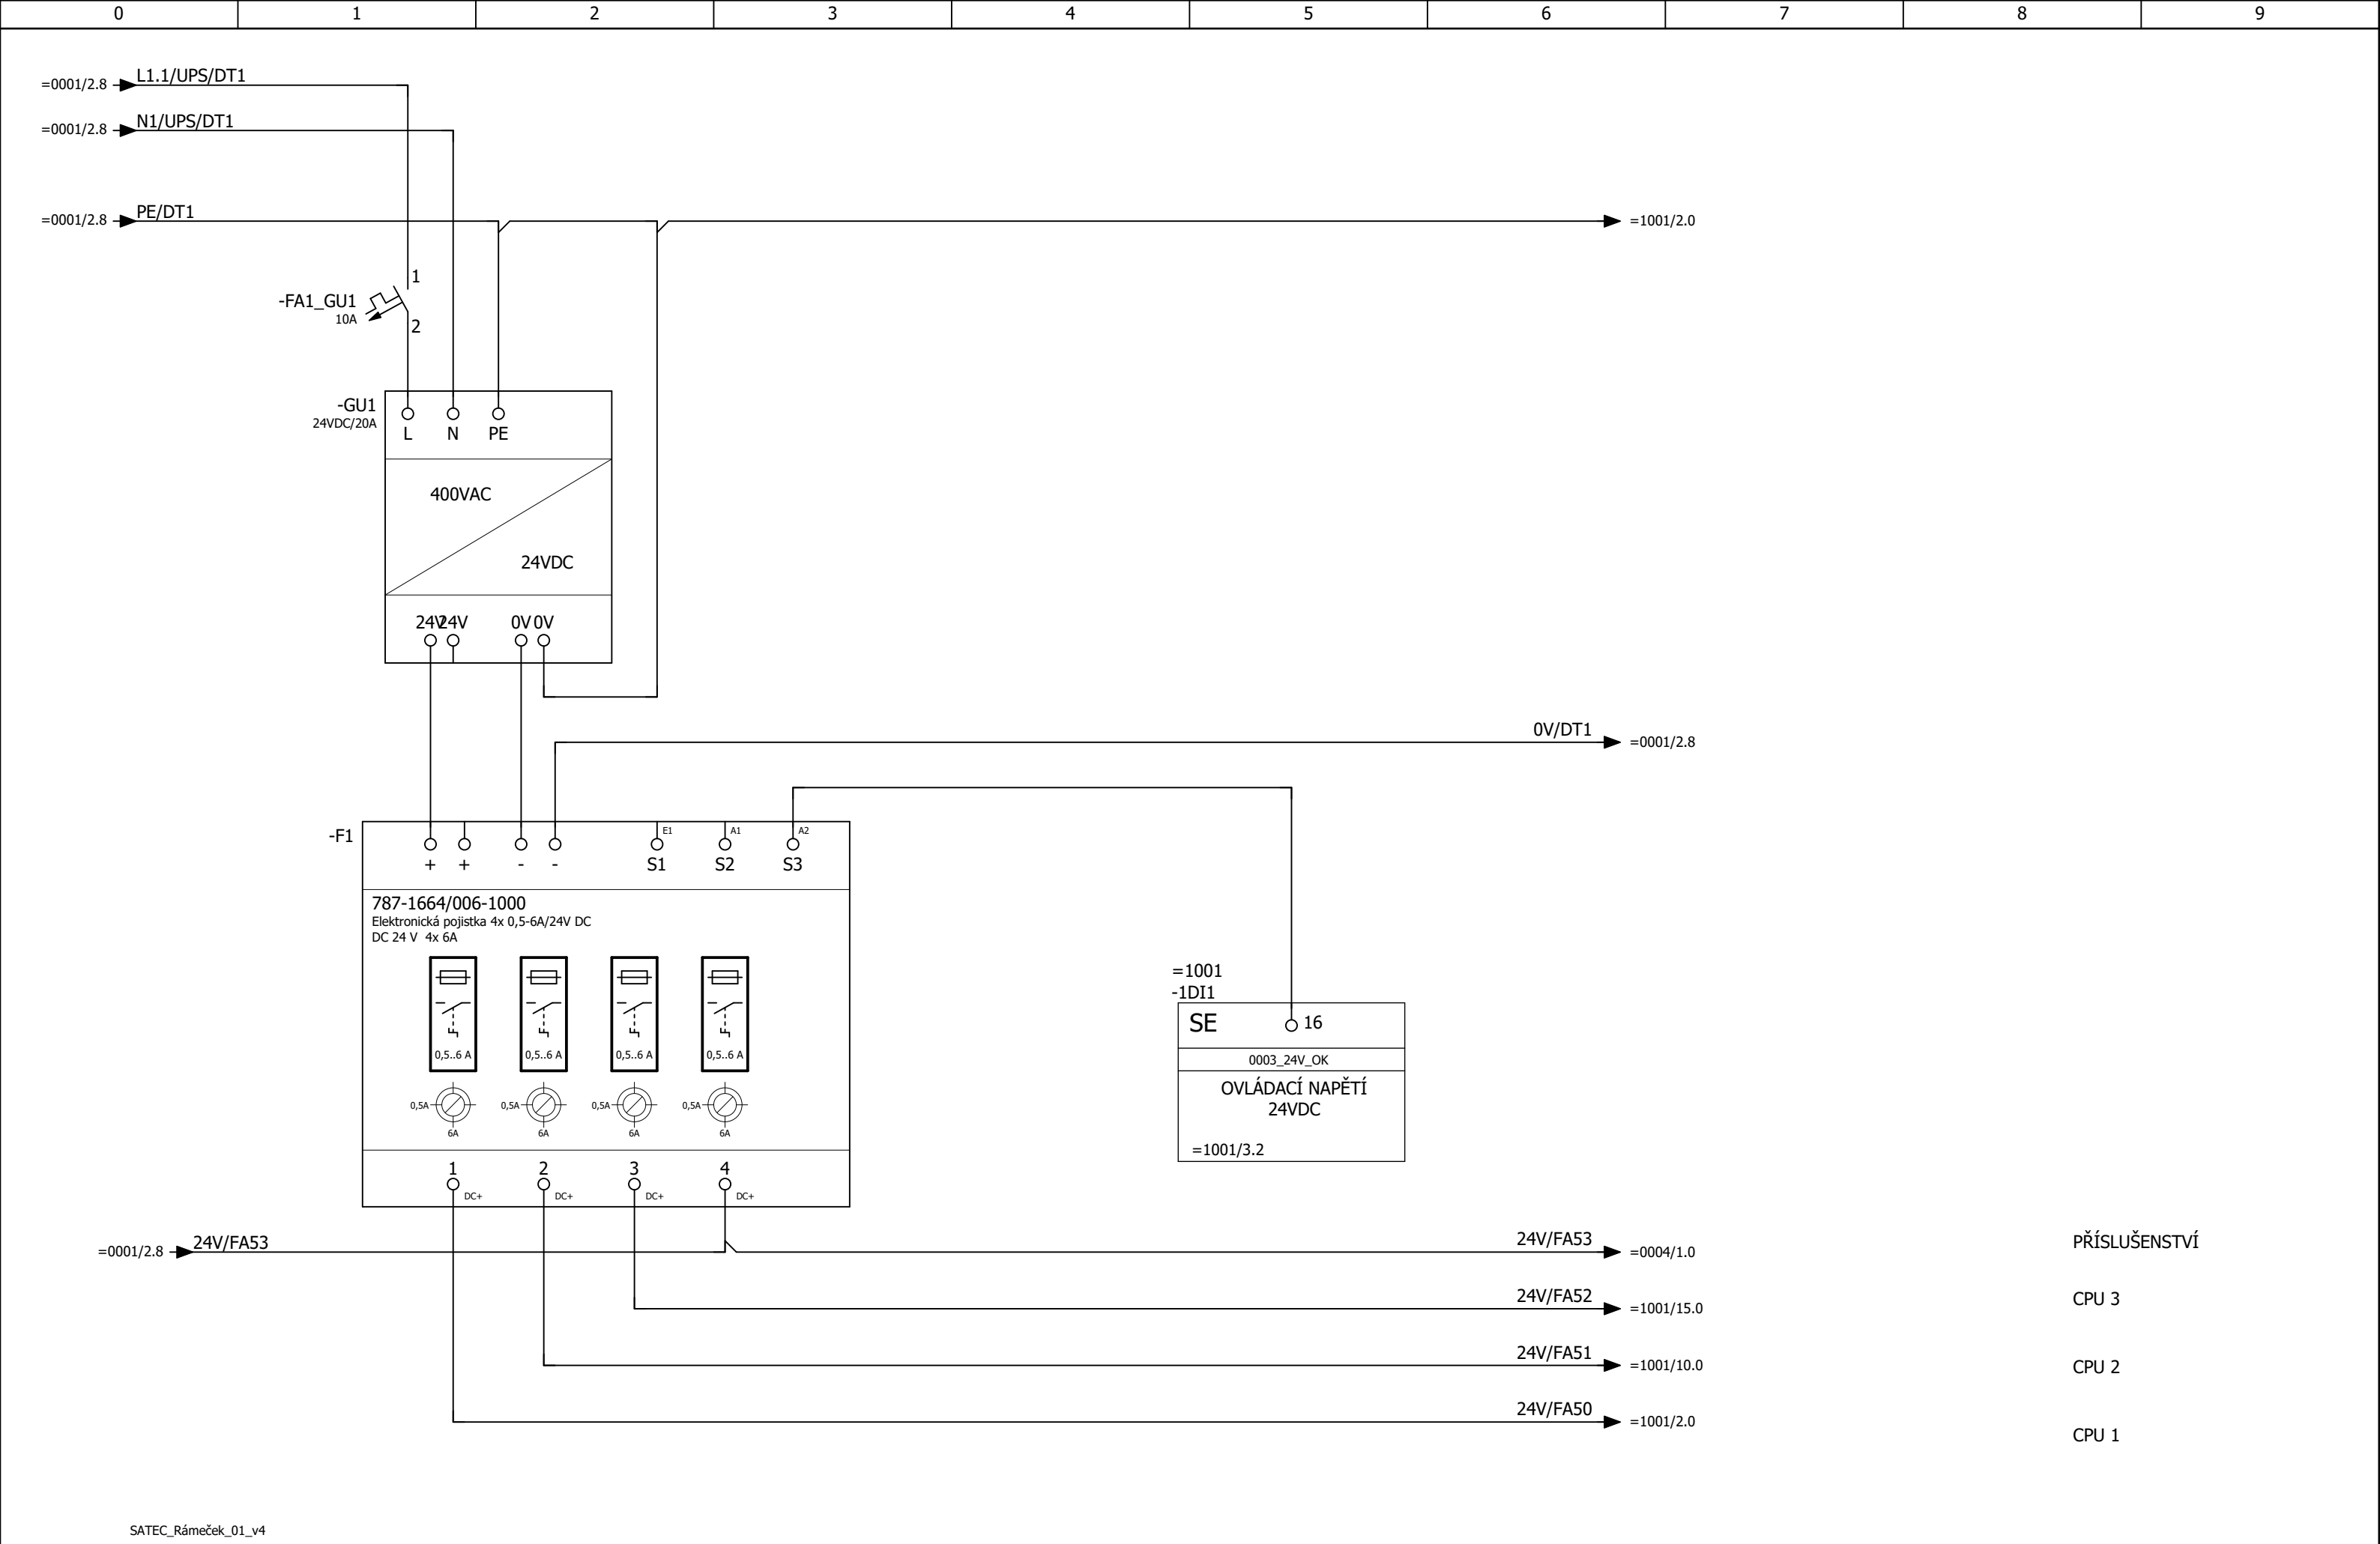 0 1 2 3 4 5 6 7 8 9
=0001/2.8 L1.1/UPS/DT1
=0001/2.8 N1/UPS/DT1
=0001/2.8 PE/DT1 =1001/2.0
1
-FA1_GU1
10A
2
-GU1
24VDC/20A
L N PE
400VAC
24VDC
24V 24V 0V 0V
0V/DT1 =0001/2.8
-F1
E1 A1 A2
+ + - - S1 S2 S3
787-1664/006-1000
Elektronická pojistka 4x 0,5-6A/24V DC
DC 24 V 4x 6A
0,5..6 A 0,5..6 A 0,5..6 A 0,5..6 A
0,5A 0,5A 0,5A 0,5A
6A 6A 6A 6A
1 2 3 4
DC+ DC+ DC+ DC+
=1001
-1DI1
SE 16
0003_24V_OK
OVLÁDACÍ NAPĚTÍ
24VDC
=1001/3.2
=0001/2.8 24V/FA53 24V/FA53 =0004/1.0 PŘÍSLUŠENSTVÍ
24V/FA52 =1001/15.0 CPU 3
24V/FA51 =1001/10.0 CPU 2
24V/FA50 =1001/2.0 CPU 1
SATEC_Rámeček_01_v4